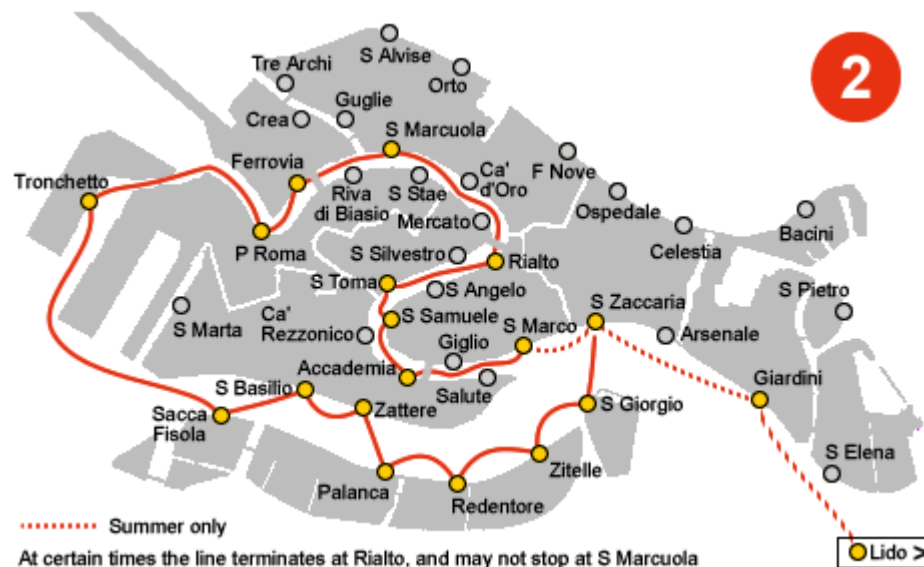 2
S Alvise
Tre Archi
Orto
Guglie
Crea
S Marcuola
Ferrovia
Ca'
d'Oro
F Nove
Tronchetto
Riva
di Biasio
S Stae
Ospedale
Mercato
Bacini
P Roma
Celestia
S Silvestro
Rialto
S Toma
S Angelo
S Pietro
S Zaccaria
S Marta
Ca'
Rezzonico
S Samuele
S Marco
Arsenale
Giglio
Accademia
Giardini
S Basilio
Salute
Zattere
S Giorgio
Sacca
Fisola
S Elena
Zitelle
Palanca
Redentore
Summer only
Lido >
At certain times the line terminates at Rialto, and may not stop at S Marcuola